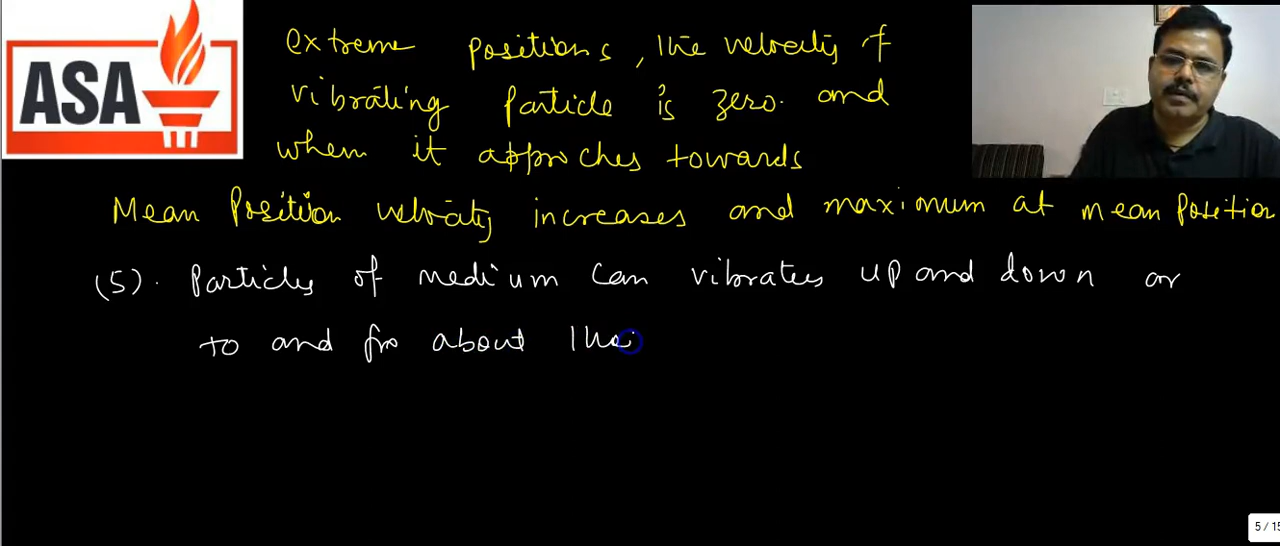 ASA
extreme positions, the velocity of
vibrating particle is zero. and
when it approches towards
Mean Position velocity increases and maximum at mean position
(5). Particles of medium can vibrates up and down or
to and fro about thei
5 / 15